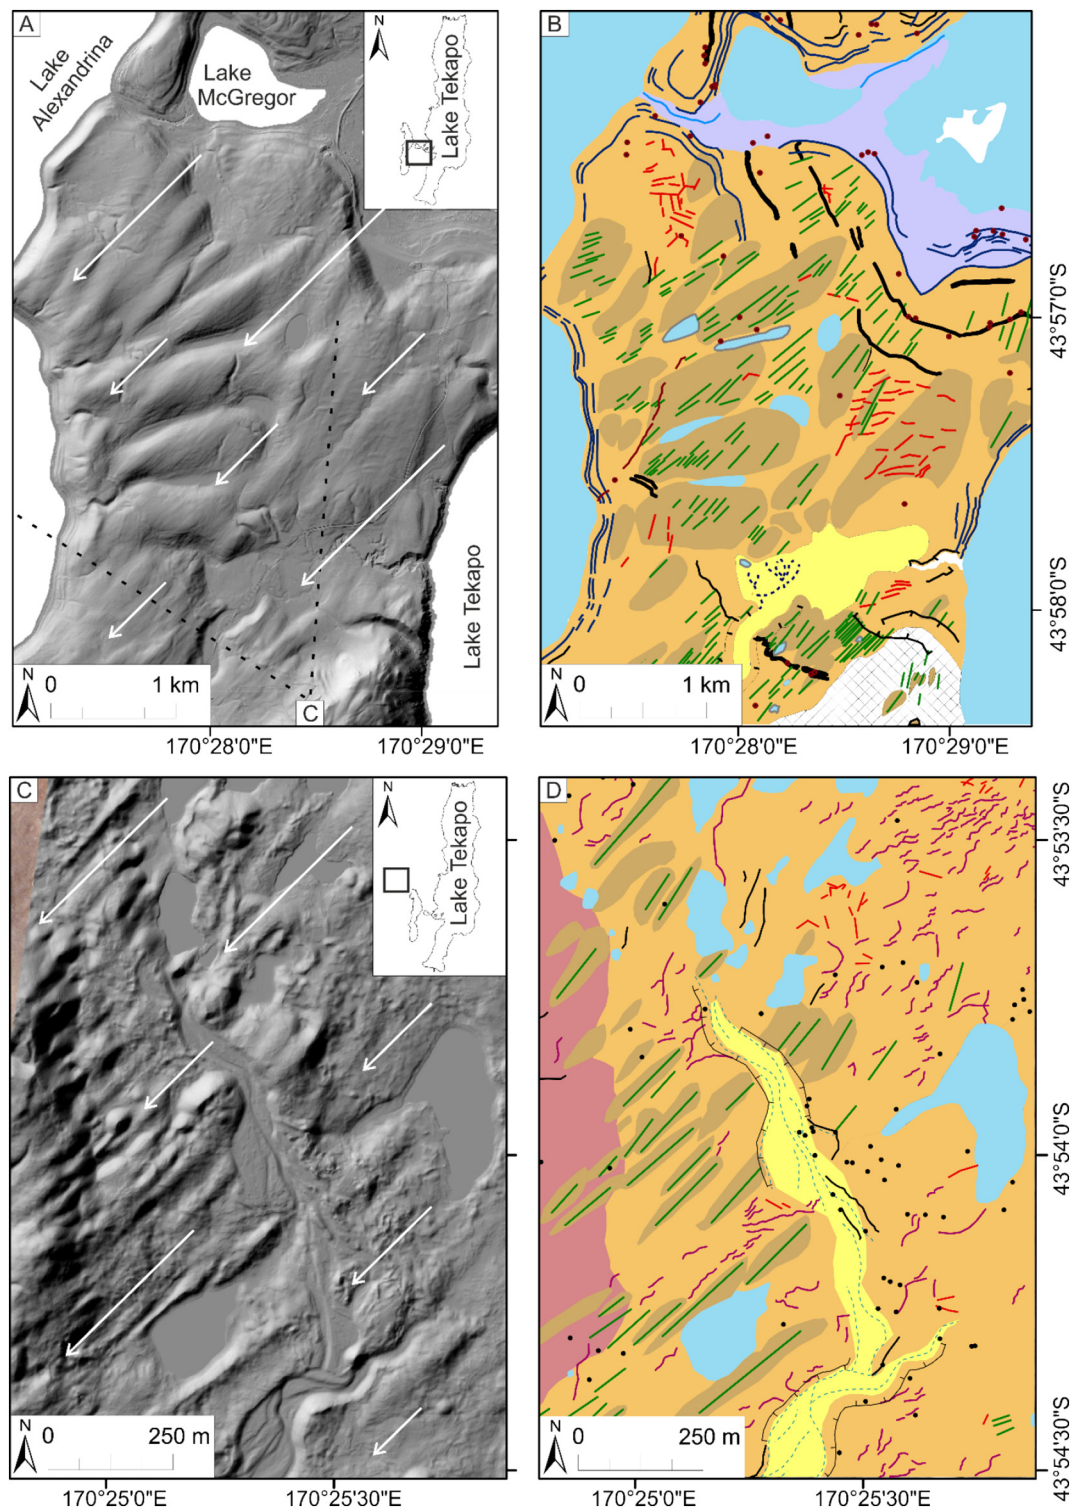 A
Lake
Alexandrina
Lake
McGregor
N
Lake Tekapo
Lake Tekapo
N
0 1 km
C
170°28'0"E 170°29'0"E
B
43°57'0"S
43°58'0"S
N
0 1 km
170°28'0"E 170°29'0"E
C
N
Lake Tekapo
N
0 250 m
170°25'0"E 170°25'30"E
D
43°53'30"S
43°54'0"S
43°54'30"S
N
0 250 m
170°25'0"E 170°25'30"E